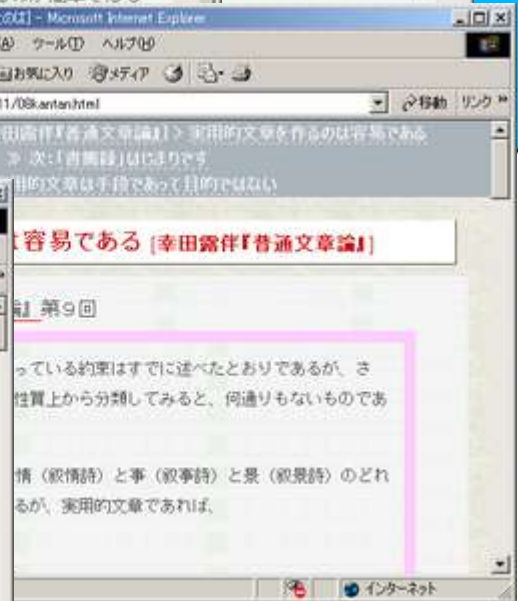 - Microsoft Internet Explorer
ツール(T) ヘルプ(H)
お気に入り メディア
11/08kantan.html 移動 リンク »
幸田露伴『普通文章論』] > 実用的文章を作るのは容易である
≫ 次:「書簡録」はじまりです
用的文章は手段であって目的ではない
は容易である [幸田露伴『普通文章論』]
論』 第9回
っている約束はすでに述べたとおりであるが、さ
性質上から分類してみると、何通りもないものであ
情（叙情詩）と事（叙事詩）と景（叙景詩）のどれ
るが、実用的文章であれば、
インターネット